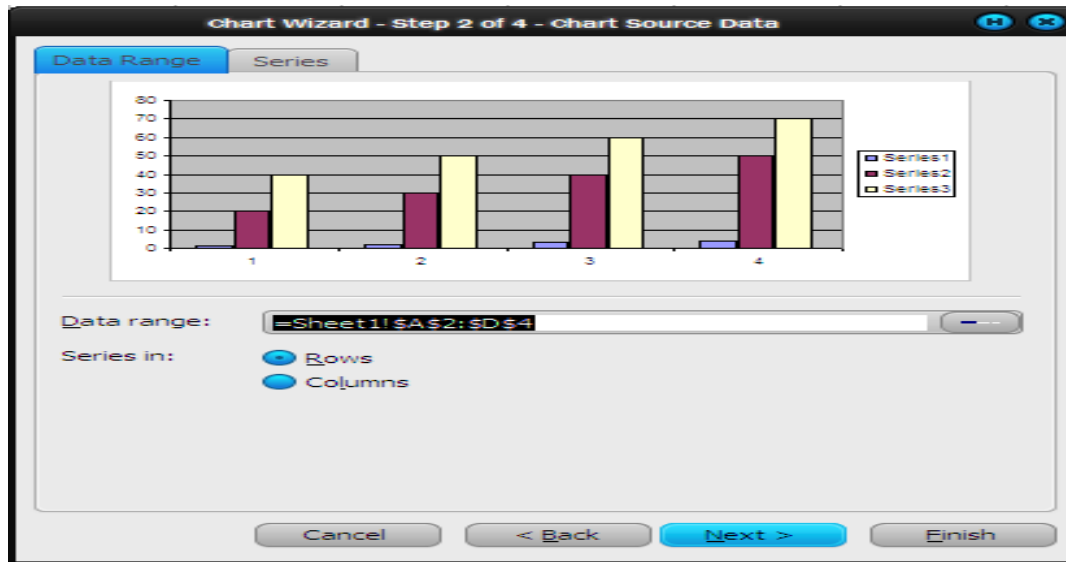 Chart Wizard - Step 2 of 4 - Chart Source Data
Data Range Series
80
70
60
50
40
30
20
10
0
1 2 3 4
Series1
Series2
Series3
Data range: =Sheet1!$A$2:$D$4
Series in: Rows
Columns
Cancel < Back Next > Finish